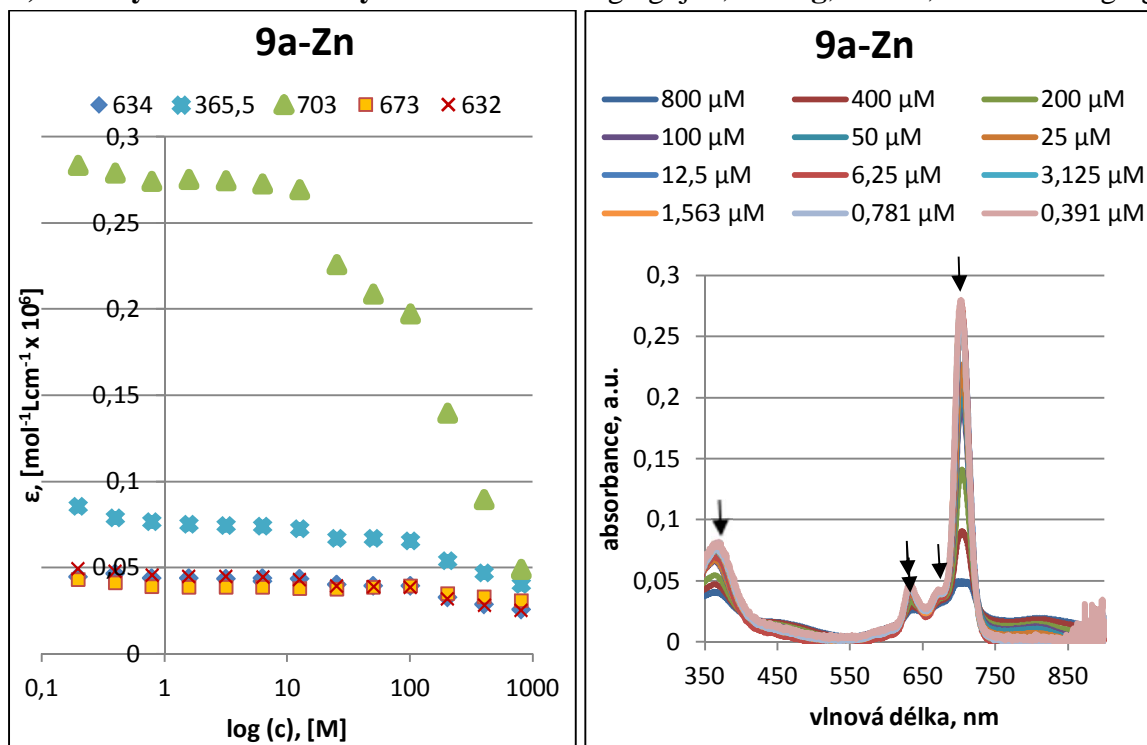 9a-Zn
634 365,5 703 673 632
0,3
0,25
0,2
0,15
0,1
0,05
0
ε, [mol⁻¹Lcm⁻¹ x 10⁶]
0,1 1 10 100 1000
log (c), [M]
9a-Zn
800 µM 400 µM 200 µM
100 µM 50 µM 25 µM
12,5 µM 6,25 µM 3,125 µM
1,563 µM 0,781 µM 0,391 µM
0,3
0,25
0,2
0,15
0,1
0,05
0
absorbance, a.u.
350 450 550 650 750 850
vlnová délka, nm